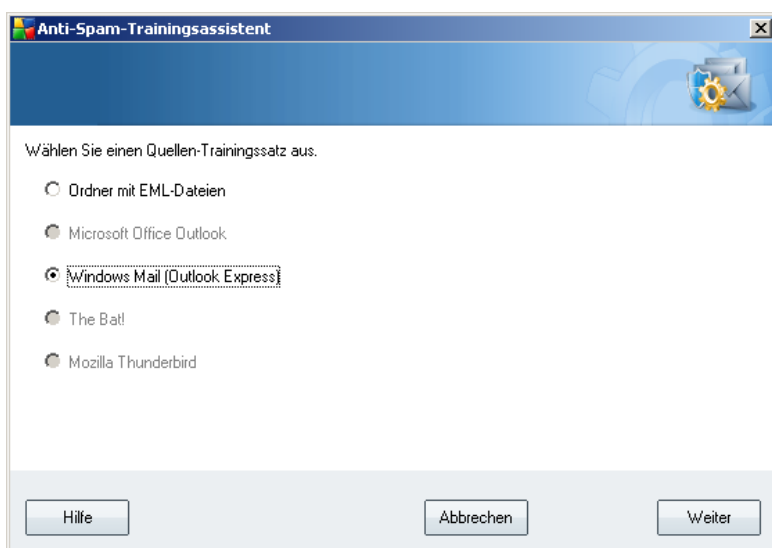 Anti-Spam-Trainingsassistent
Wählen Sie einen Quellen-Trainingssatz aus.
Ordner mit EML-Dateien
Microsoft Office Outlook
Windows Mail (Outlook Express)
The Bat!
Mozilla Thunderbird
Hilfe
Abbrechen
Weiter